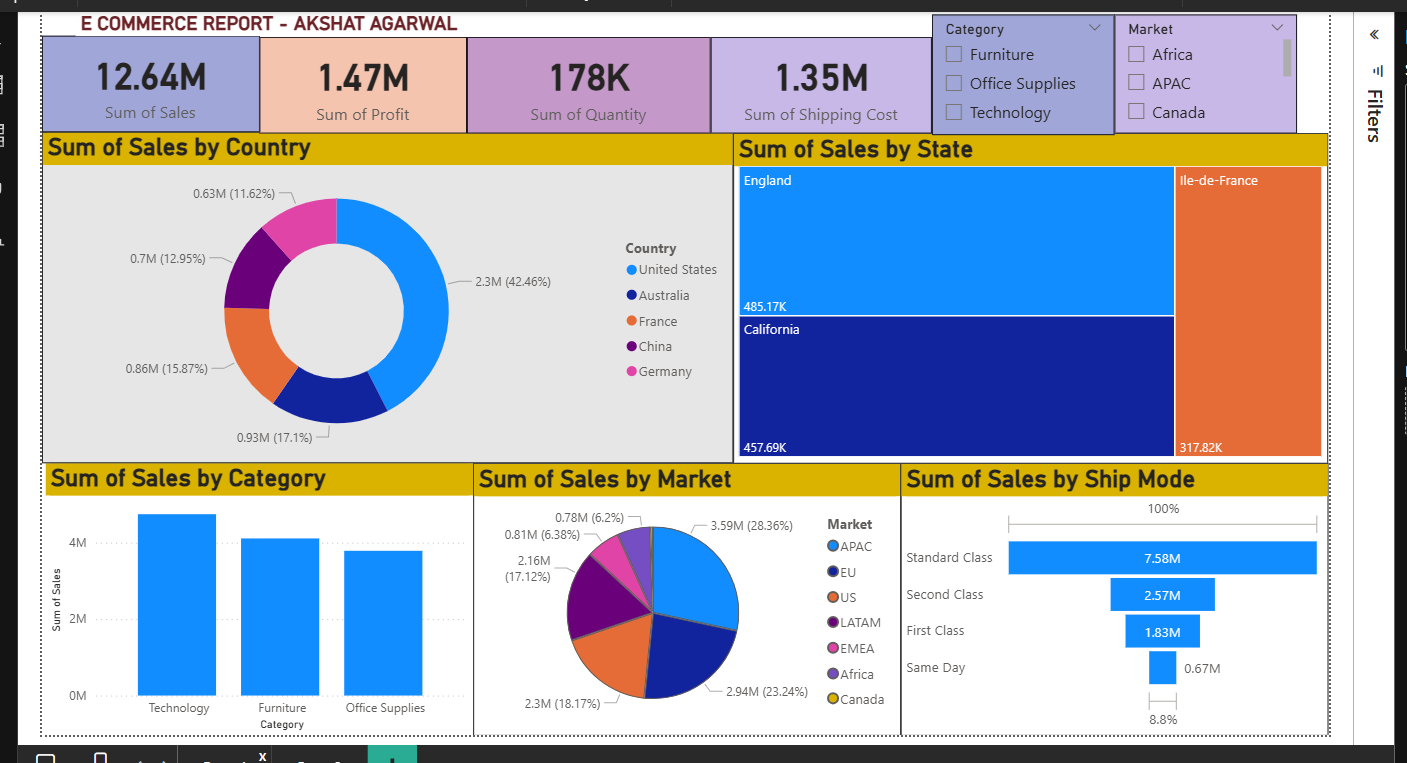 E COMMERCE REPORT - AKSHAT AGARWAL
12.64M
Sum of Sales
1.47M
Sum of Profit
178K
Sum of Quantity
1.35M
Sum of Shipping Cost
Category
Furniture
Office Supplies
Technology
Market
Africa
APAC
Canada
Filters
Sum of Sales by Country
0.63M (11.62%)
0.7M (12.95%)
2.3M (42.46%)
0.86M (15.87%)
0.93M (17.1%)
Country
United States
Australia
France
China
Germany
Sum of Sales by State
England
485.17K
California
457.69K
Ile-de-France
317.82K
Sum of Sales by Category
Sum of Sales
4M
2M
0M
Technology
Furniture
Office Supplies
Category
Sum of Sales by Market
0.78M (6.2%)
3.59M (28.36%)
0.81M (6.38%)
2.16M
(17.12%)
2.94M (23.24%)
2.3M (18.17%)
Market
APAC
EU
US
LATAM
EMEA
Africa
Canada
Sum of Sales by Ship Mode
100%
Standard Class
7.58M
Second Class
2.57M
First Class
1.83M
Same Day
0.67M
8.8%